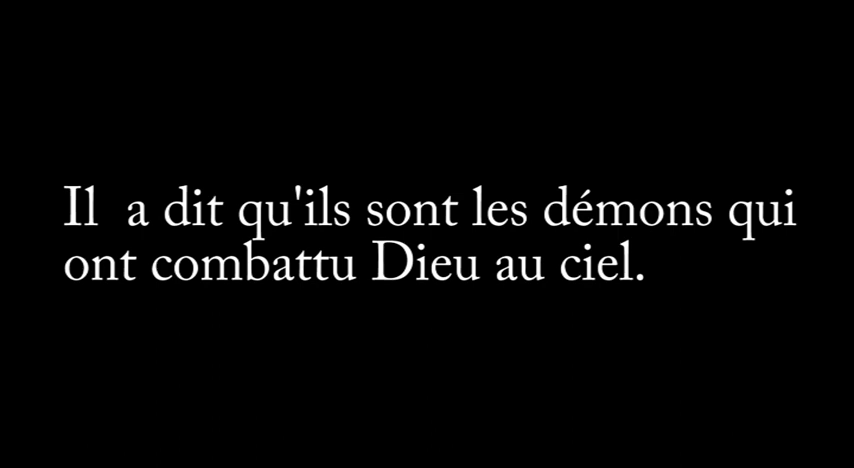 Il  a dit qu'ils sont les démons qui
ont combattu Dieu au ciel.